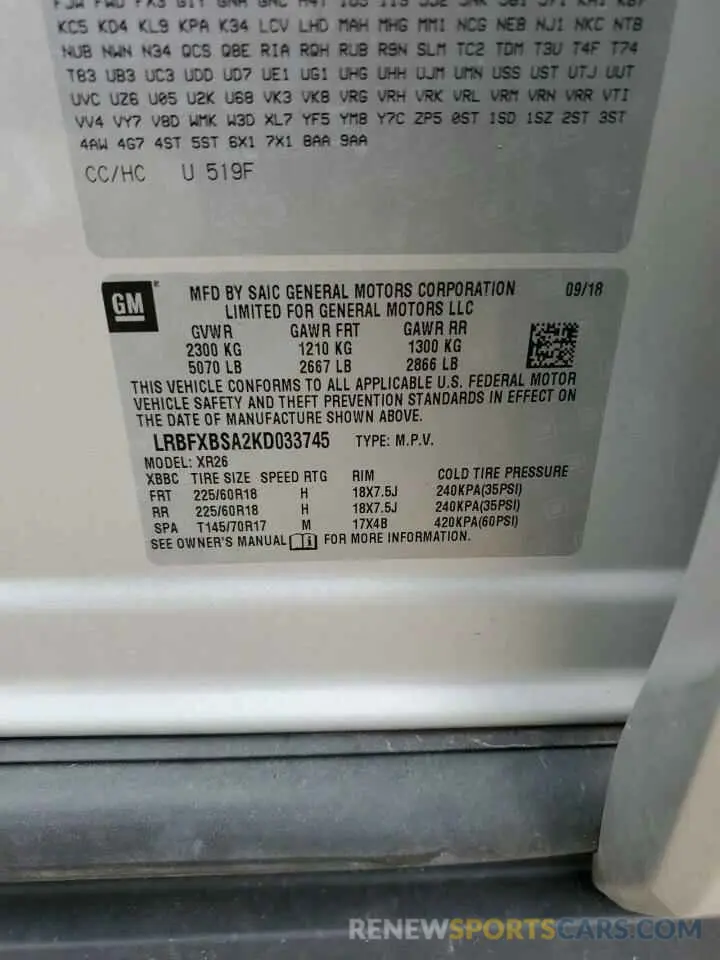 KC5 KD4 KL9 KPA K34 LCV LHD MAH MHG MMI NCG NEB NJ1 NKC NTB
NUB NWN N34 QCS Q8E RIA RQH RUB R9N SLM TC2 TDM T3U T4F T74
T83 UB3 UC3 UDD UD7 UE1 UG1 UHG UHH UJM UMN USS UST UTJ UUT
UVC UZ6 U05 U2K U68 VK3 VK8 VRG VRH VRK VRL VRM VRN VRR VTI
VV4 VY7 V8D WMK W3D XL7 YF5 YM8 Y7C ZP5 0ST 1SD 1SZ 2ST 3ST
4AW 4G7 4ST 5ST 6X1 7X1 8AA 9AA
CC/HC U 519F
GM ®
MFD BY SAIC GENERAL MOTORS CORPORATION 09/18
LIMITED FOR GENERAL MOTORS LLC
GVWR GAWR FRT GAWR RR
2300 KG 1210 KG 1300 KG
5070 LB 2667 LB 2866 LB
THIS VEHICLE CONFORMS TO ALL APPLICABLE U.S. FEDERAL MOTOR
VEHICLE SAFETY AND THEFT PREVENTION STANDARDS IN EFFECT ON
THE DATE OF MANUFACTURE SHOWN ABOVE.
LRBFXBSA2KD033745 TYPE: M.P.V.
MODEL: XR26
XBBC TIRE SIZE SPEED RTG RIM COLD TIRE PRESSURE
FRT 225/60R18 H 18X7.5J 240KPA(35PSI)
RR 225/60R18 H 18X7.5J 240KPA(35PSI)
SPA T145/70R17 M 17X4B 420KPA(60PSI)
SEE OWNER'S MANUAL i FOR MORE INFORMATION.
RENEWSPORTSCARS.COM